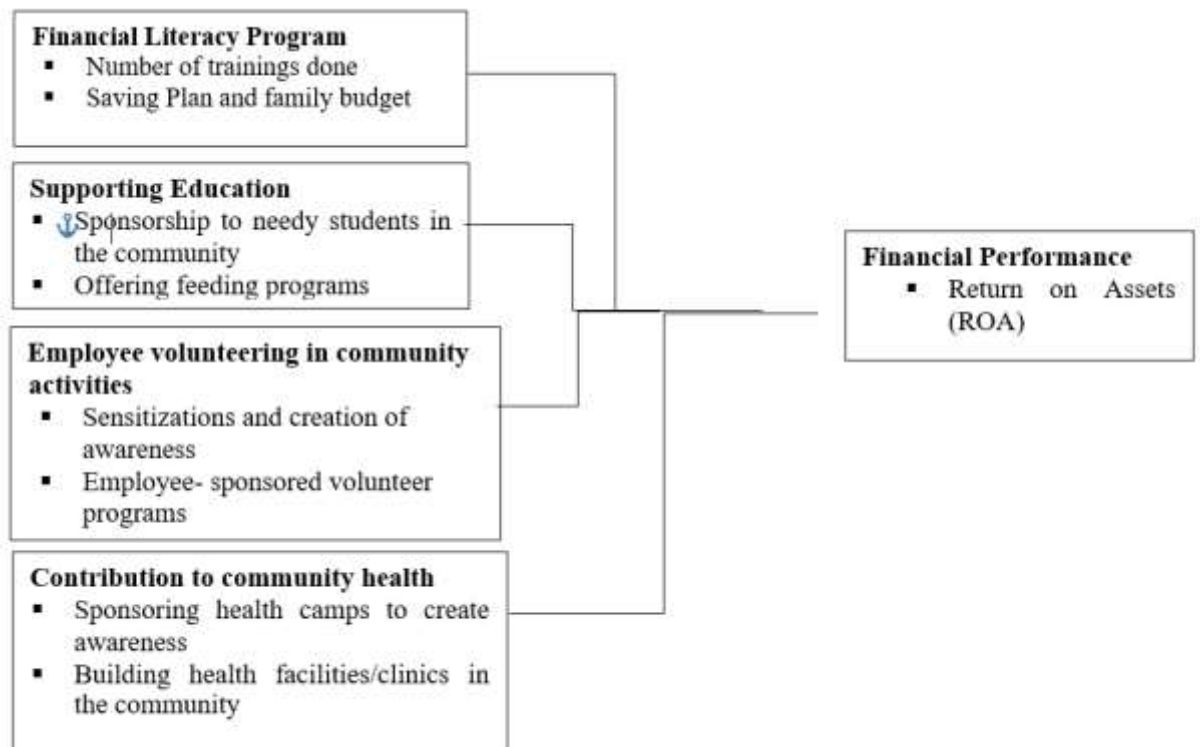 Financial Literacy Program
▪ Number of trainings done
▪ Saving Plan and family budget
Supporting Education
▪ Sponsorship to needy students in
the community
▪ Offering feeding programs
Employee volunteering in community
activities
▪ Sensitizations and creation of
awareness
▪ Employee- sponsored volunteer
programs
Contribution to community health
▪ Sponsoring health camps to create
awareness
▪ Building health facilities/clinics in
the community
Financial Performance
▪ Return on Assets
(ROA)